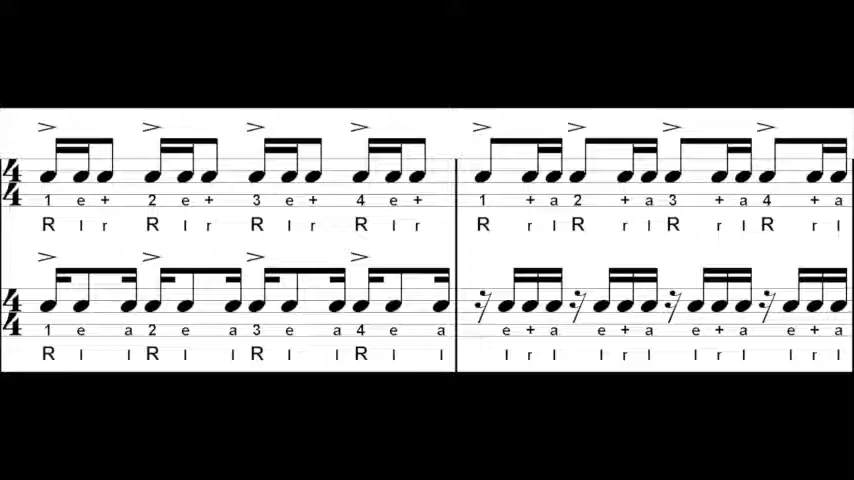 4 4
1 e + 2 e + 3 e + 4 e + 1 + a 2 + a 3 + a 4 + a
R l r R l r R l r R l r R r l R r l R r l R r l
4 4
1 e a 2 e a 3 e a 4 e a e + a e + a e + a e + a
R l l R l l R l l R l l l r l l r l l r l l r l